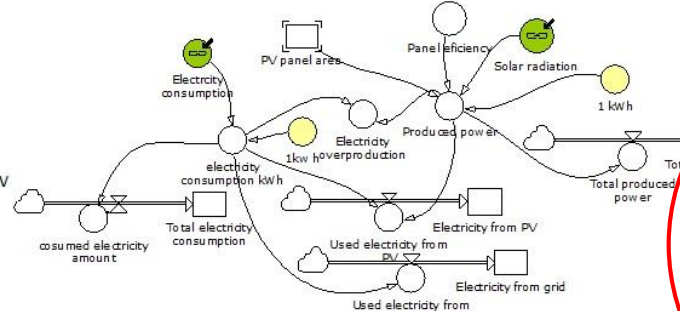 Panel eficiency
PV panel area
Solar radiation
Electrcity
consumption
1 kWh
Produced power
Electricity
overproduction
1kw h
electricity
consumption kWh
Total produced
power
Tot
V
Total electricity
consumption
cosumed electricity
amount
Electricity from PV
Used electricity from
PV
Electricity from grid
Used electricity from